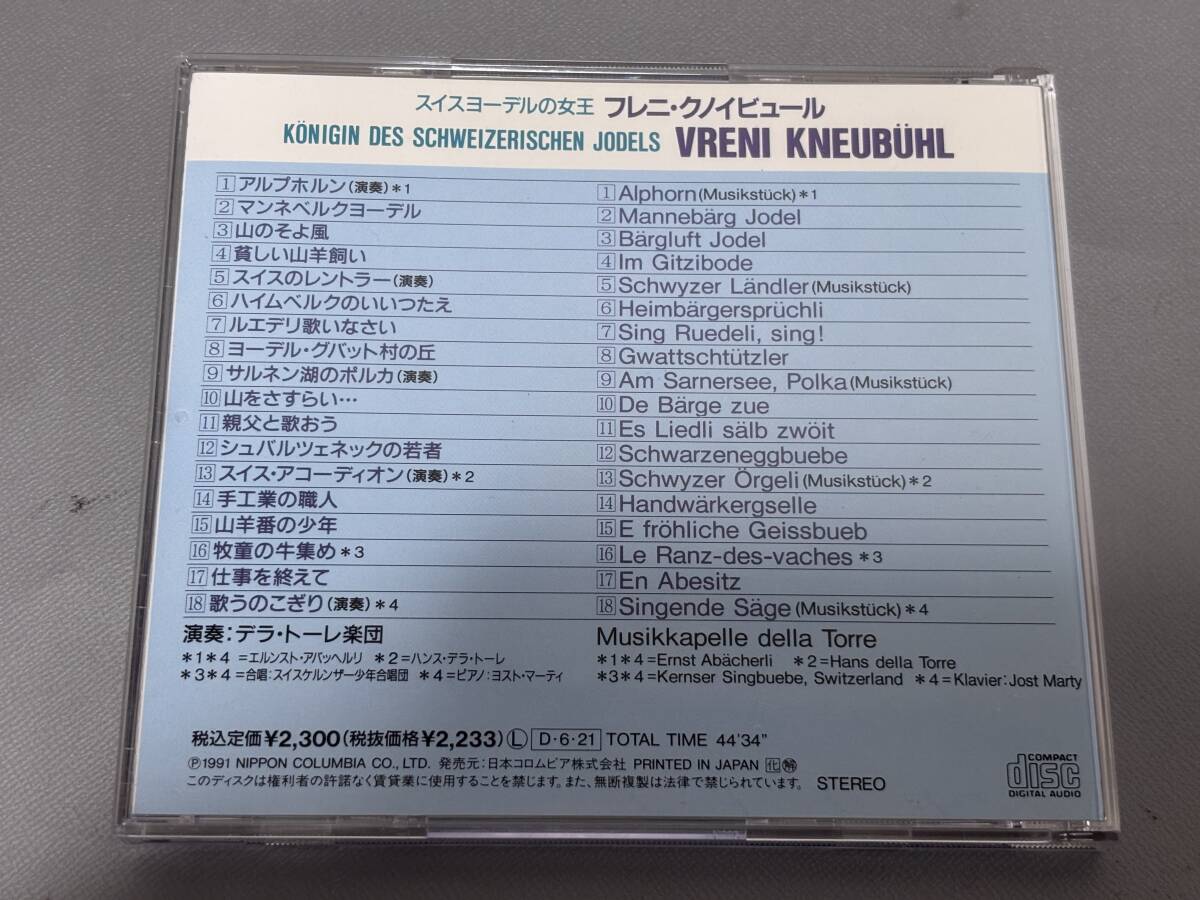 スイスヨーデルの女王 フレニ・クノイビュール
KÖNIGIN DES SCHWEIZERISCHEN JODELS VRENI KNEUBÜHL
1 アルプホルン(演奏)*1
2 マンネベルクヨーデル
3 山のそよ風
4 貧しい山羊飼い
5 スイスのレントラー(演奏)
6 ハイムベルクのいいつたえ
7 ルエデリ歌いなさい
8 ヨーデル・グバット村の丘
9 サルネン湖のポルカ(演奏)
10 山をさすらい…
11 親父と歌おう
12 シュバルツェネックの若者
13 スイス・アコーディオン(演奏)*2
14 手工業の職人
15 山羊番の少年
16 牧童の牛集め*3
17 仕事を終えて
18 歌うのこぎり(演奏)*4
演奏:デラ・トーレ楽団
*1*4=エルンスト・アバッヘルリ *2=ハンス・デラ・トーレ
*3*4=合唱:スイスケルンザー少年合唱団 *4=ピアノ:ヨスト・マーティ
1 Alphorn(Musikstück)*1
2 Mannebärg Jodel
3 Bärgluft Jodel
4 Im Gitzibode
5 Schwyzer Ländler(Musikstück)
6 Heimbärgersprüchli
7 Sing Ruedeli, sing!
8 Gwattschtützler
9 Am Sarnersee, Polka(Musikstück)
10 De Bärge zue
11 Es Liedli sälb zwöit
12 Schwarzeneggbuebe
13 Schwyzer Örgeli(Musikstück)*2
14 Handwärkergselle
15 E fröhliche Geissbueb
16 Le Ranz-des-vaches*3
17 En Abesitz
18 Singende Säge(Musikstück)*4
Musikkapelle della Torre
*1*4=Ernst Abächerli *2=Hans della Torre
*3*4=Kernser Singbuebe, Switzerland *4=Klavier:Jost Marty
税込定価¥2,300(税抜価格¥2,233) Ⓛ D・6・21 TOTAL TIME 44'34"
Ⓟ1991 NIPPON COLUMBIA CO., LTD. 発売元:日本コロムビア株式会社 PRINTED IN JAPAN
このディスクは権利者の許諾なく賃貸業に使用することを禁じます。また、無断複製は法律で禁じられています。 STEREO
COMPACT
disc
DIGITAL AUDIO